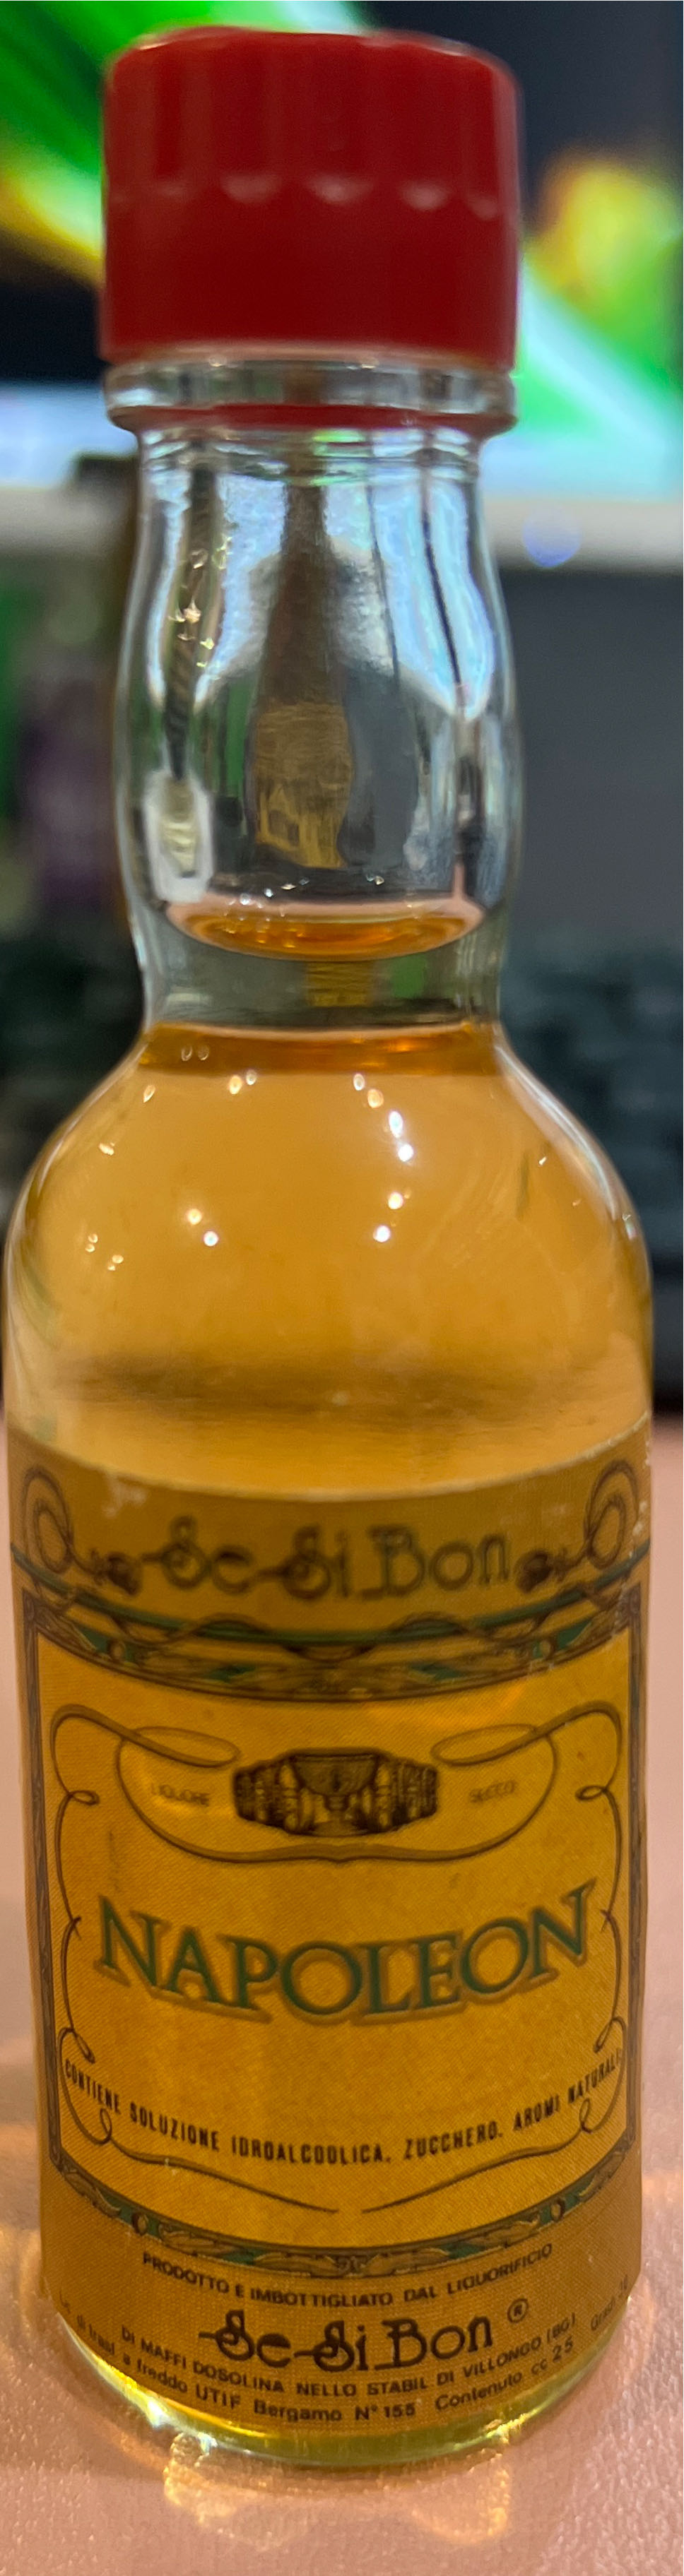 Se-Si Bon
LIQUORE SECCO
NAPOLEON
CONTIENE SOLUZIONE IDROALCOOLICA, ZUCCHERO, AROMI NATURALI
PRODOTTO E IMBOTTIGLIATO DAL LIQUORIFICIO
Se-Si Bon ®
DI MAFFI DOSOLINA NELLO STABIL. DI VILLONGO (BG)
a freddo UTIF Bergamo N° 155 Contenuto cc 25